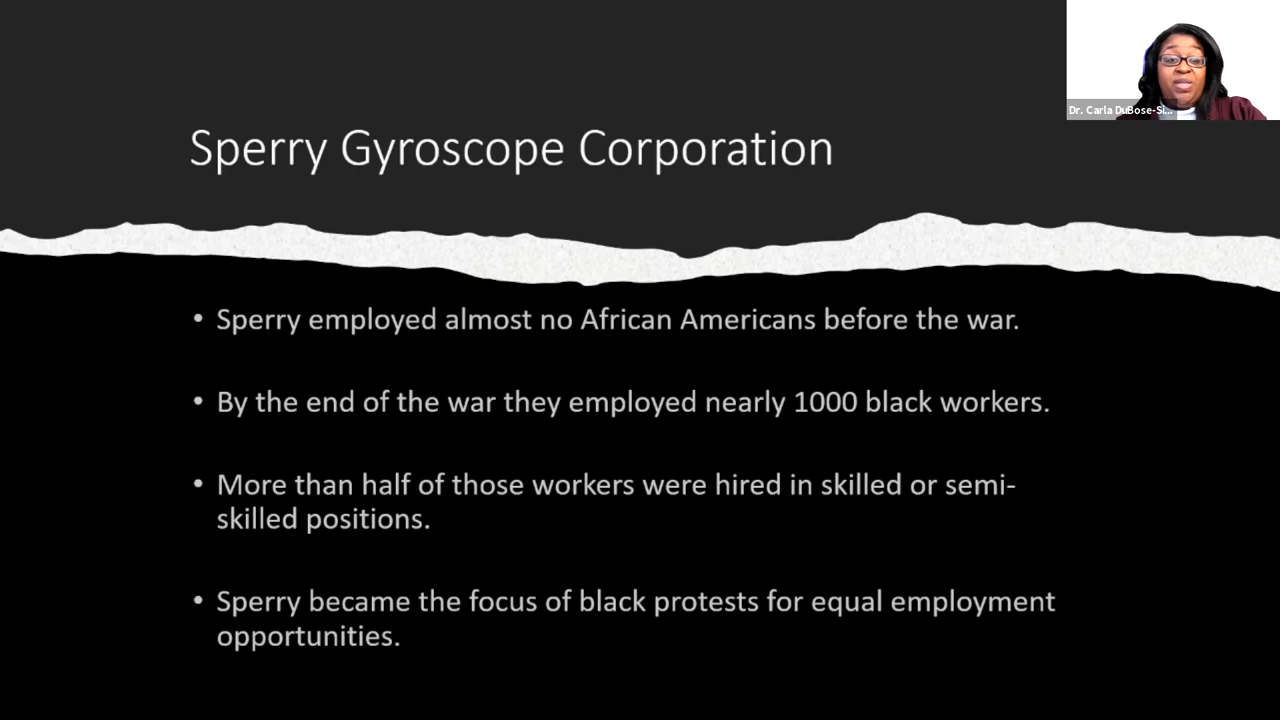 Sperry Gyroscope Corporation
Dr. Carla DuBose-Si...
• Sperry employed almost no African Americans before the war.
• By the end of the war they employed nearly 1000 black workers.
• More than half of those workers were hired in skilled or semi-
skilled positions.
• Sperry became the focus of black protests for equal employment
opportunities.